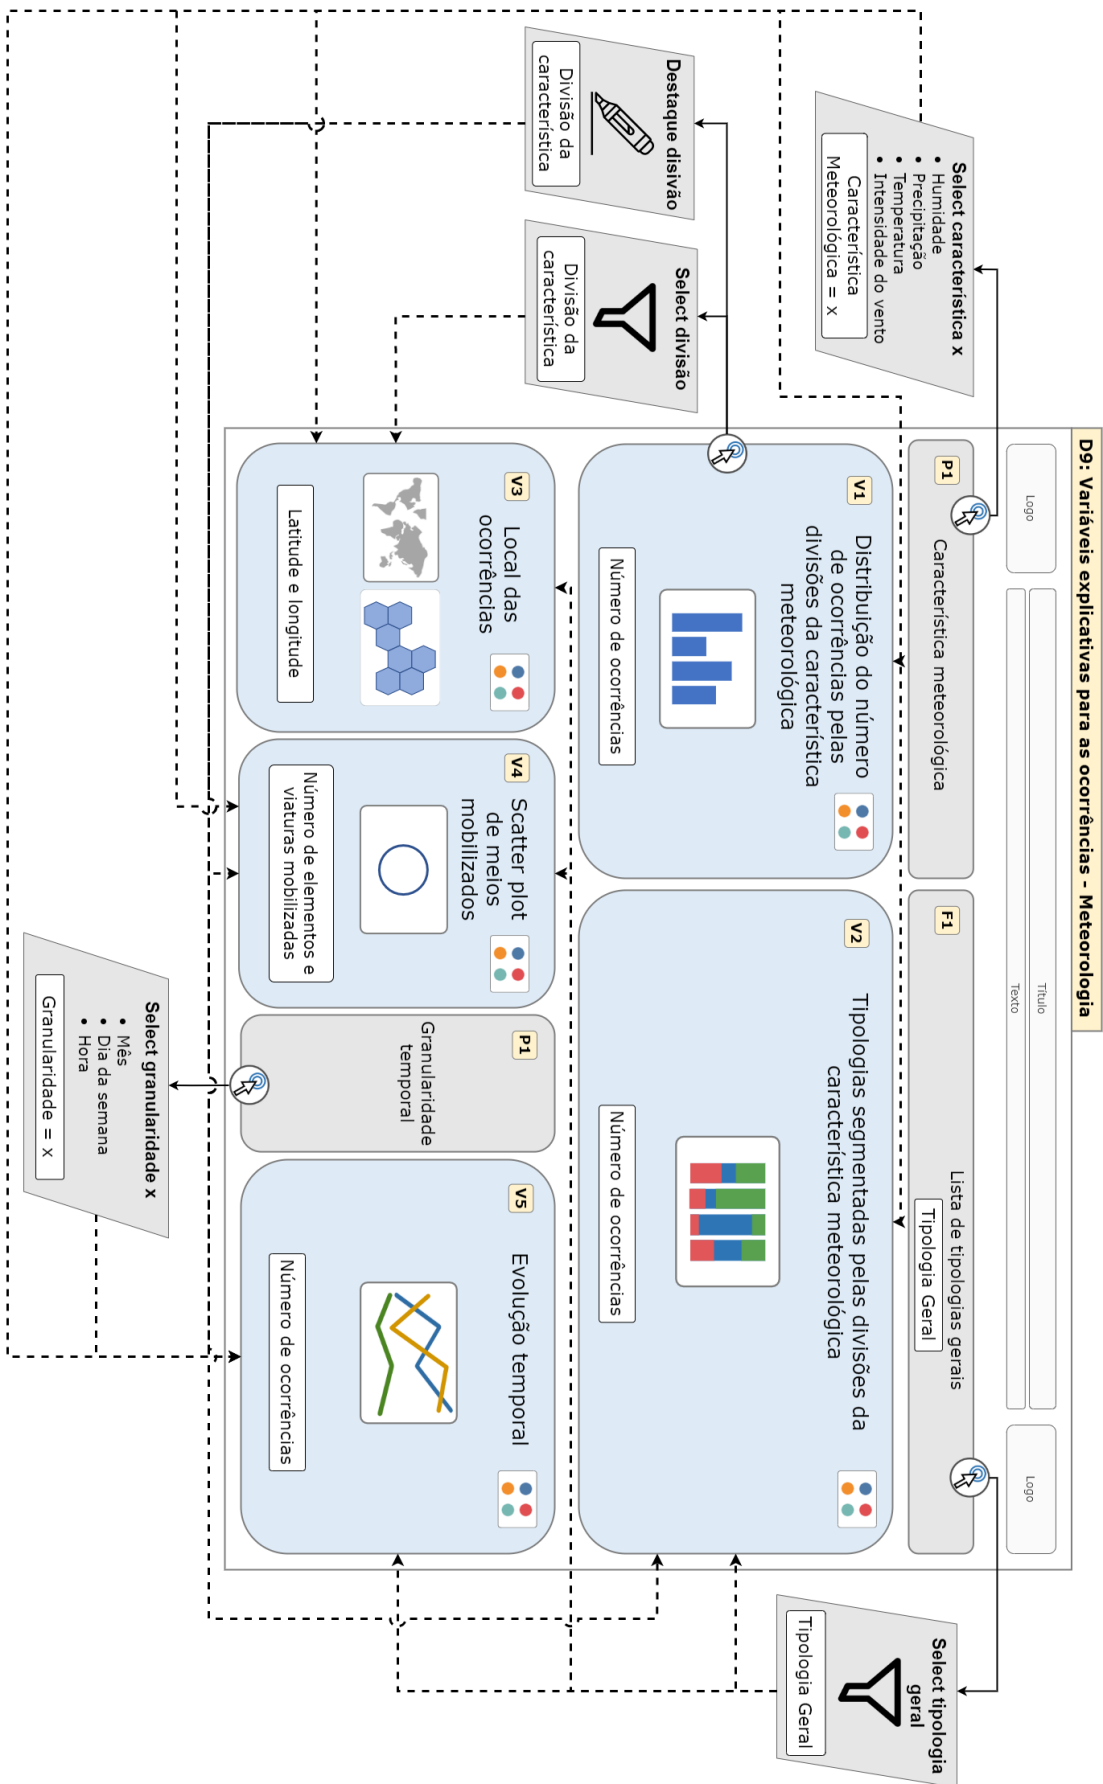 D9: Variáveis explicativas para as ocorrências - Meteorologia
Logo
Título
Texto
Logo
Select característica x
• Humidade
• Precipitação
• Temperatura
• Intensidade do vento
Característica
Meteorológica = x
P1
Característica meteorológica
F1
Lista de tipologias gerais
Tipologia Geral
Select tipologia
geral
Tipologia Geral
V1
Distribuição do número
de ocorrências pelas
divisões da característica
meteorológica
Número de ocorrências
V2
Tipologias segmentadas pelas divisões da
característica meteorológica
Número de ocorrências
Destaque disivão
Divisão da
característica
Select divisão
Divisão da
característica
V3
Local das
ocorrências
Latitude e longitude
V4
Scatter plot
de meios
mobilizados
Número de elementos e
viaturas mobilizadas
P1
Granularidade
temporal
V5
Evolução temporal
Número de ocorrências
Select granularidade x
• Mês
• Dia da semana
• Hora
Granularidade = x